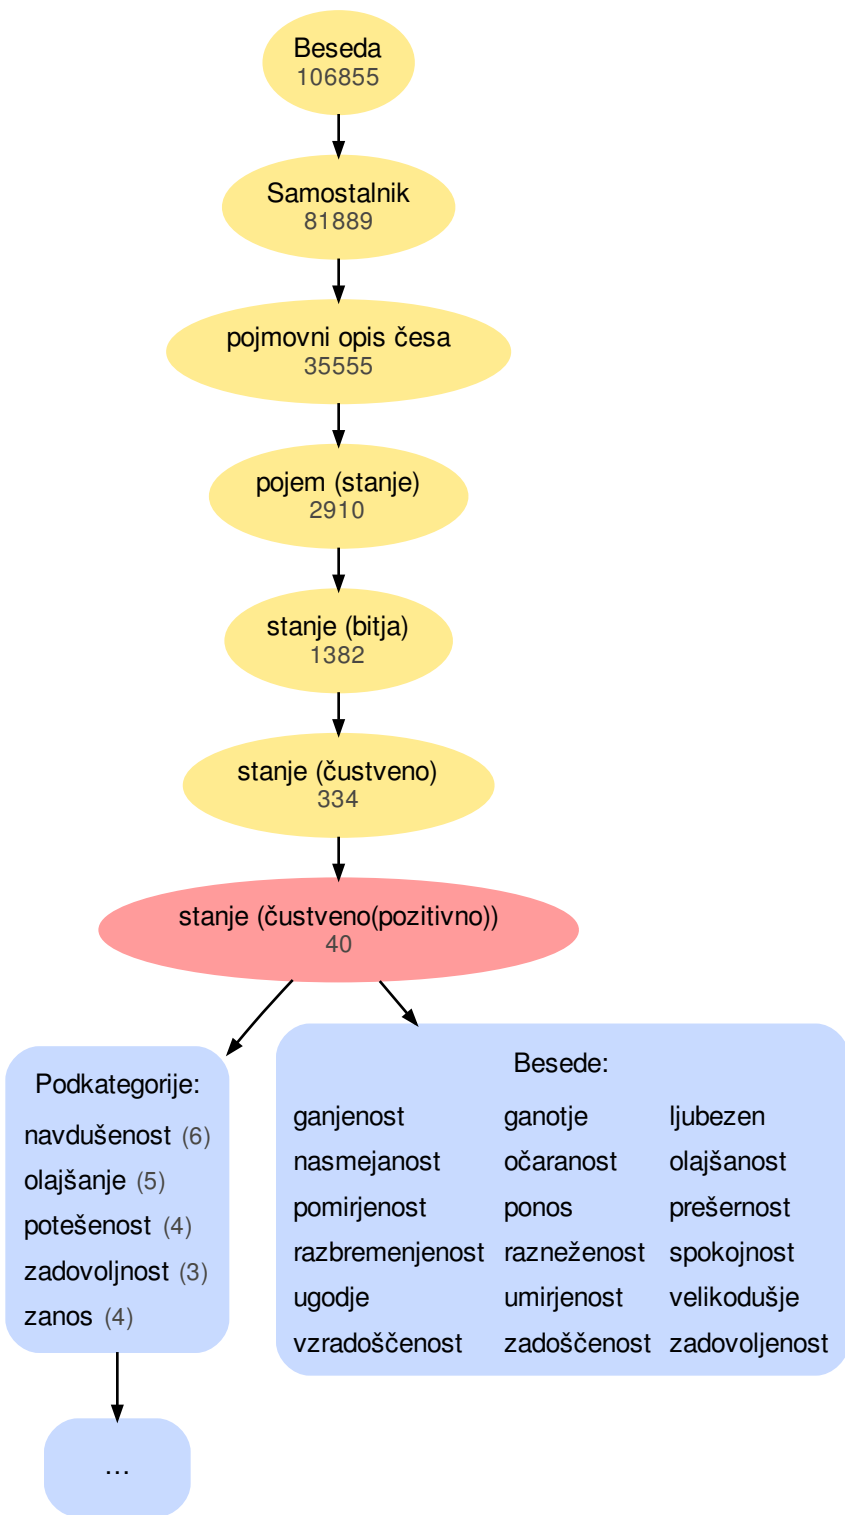 Beseda
106855
Samostalnik
81889
pojmovni opis česa
35555
pojem (stanje)
2910
stanje (bitja)
1382
stanje (čustveno)
334
stanje (čustveno(pozitivno))
40
Podkategorije:
navdušenost (6)
olajšanje (5)
potešenost (4)
zadovoljnost (3)
zanos (4)
...
Besede:
ganjenost ganotje ljubezen
nasmejanost očaranost olajšanost
pomirjenost ponos prešernost
razbremenjenost razneženost spokojnost
ugodje umirjenost velikodušje
vzradoščenost zadoščenost zadovoljenost